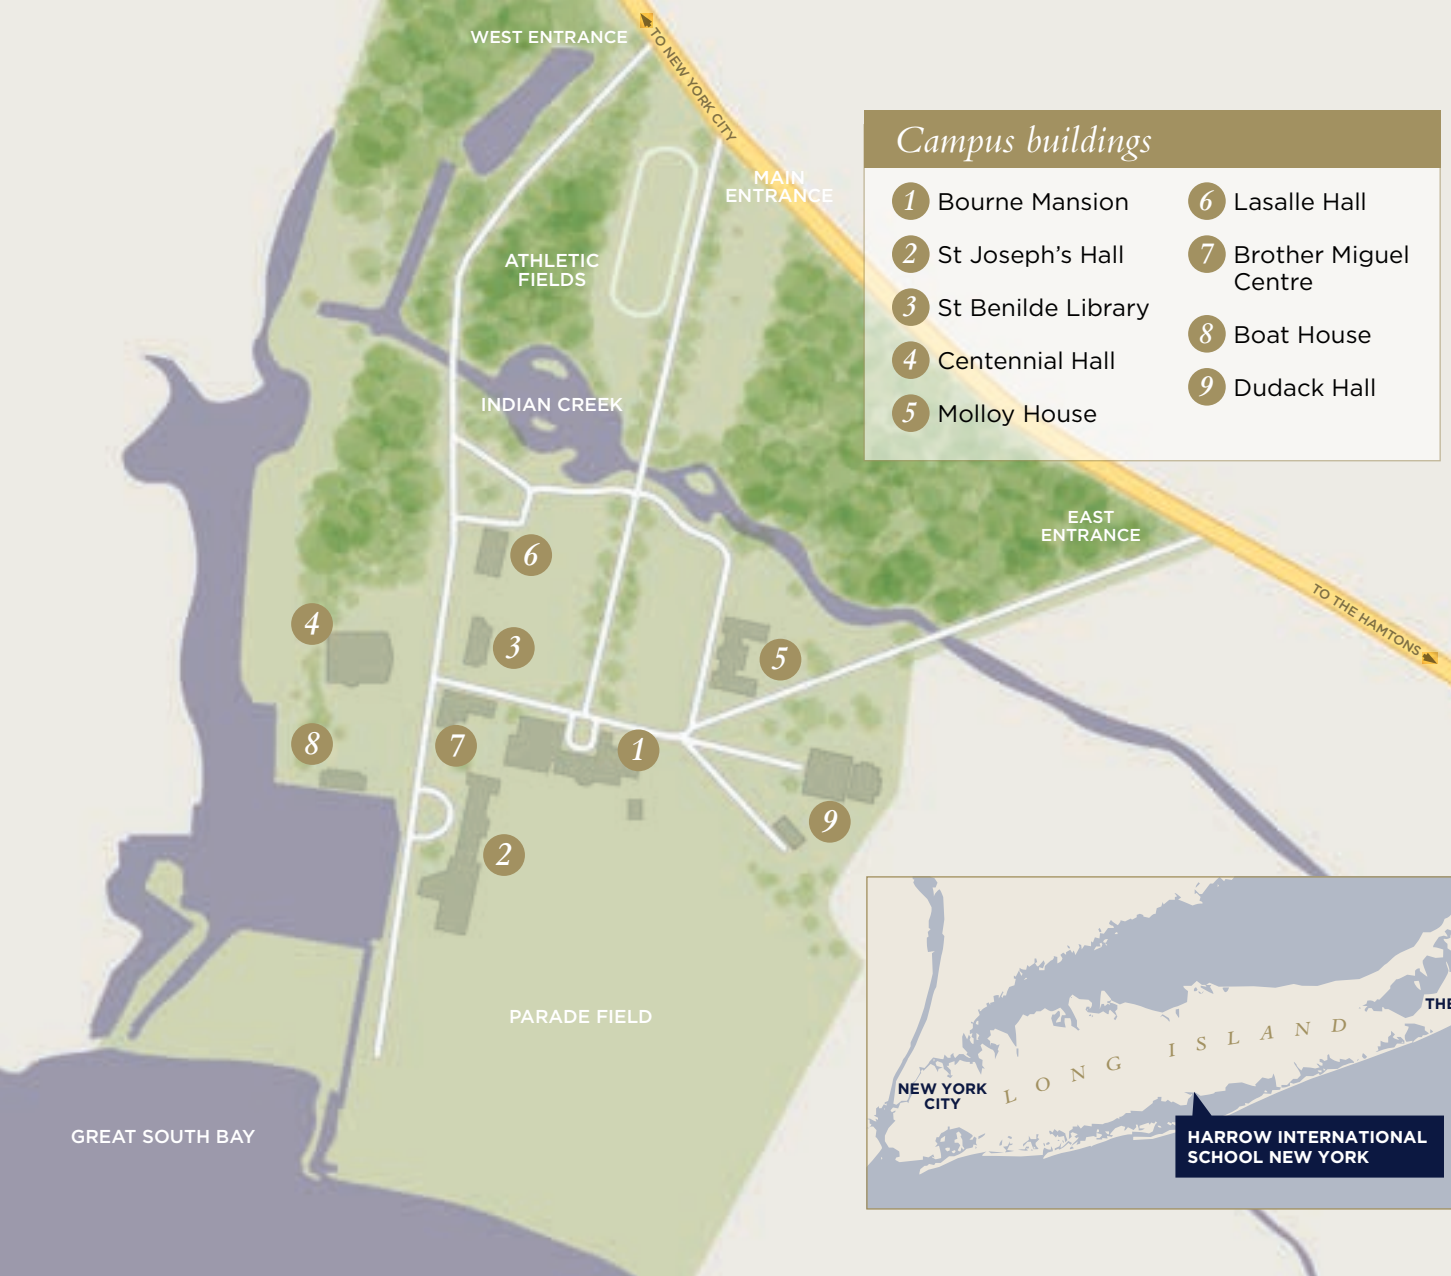 WEST ENTRANCE
TO NEW YORK CITY
MAIN
ENTRANCE
Campus buildings
1 Bourne Mansion
2 St Joseph's Hall
3 St Benilde Library
4 Centennial Hall
5 Molloy House
6 Lasalle Hall
7 Brother Miguel
Centre
8 Boat House
9 Dudack Hall
ATHLETIC
FIELDS
INDIAN CREEK
EAST
ENTRANCE
TO THE HAMTONS
6
4
3
5
8
7
1
9
2
PARADE FIELD
GREAT SOUTH BAY
THE
LONG ISLAND
NEW YORK
CITY
HARROW INTERNATIONAL
SCHOOL NEW YORK